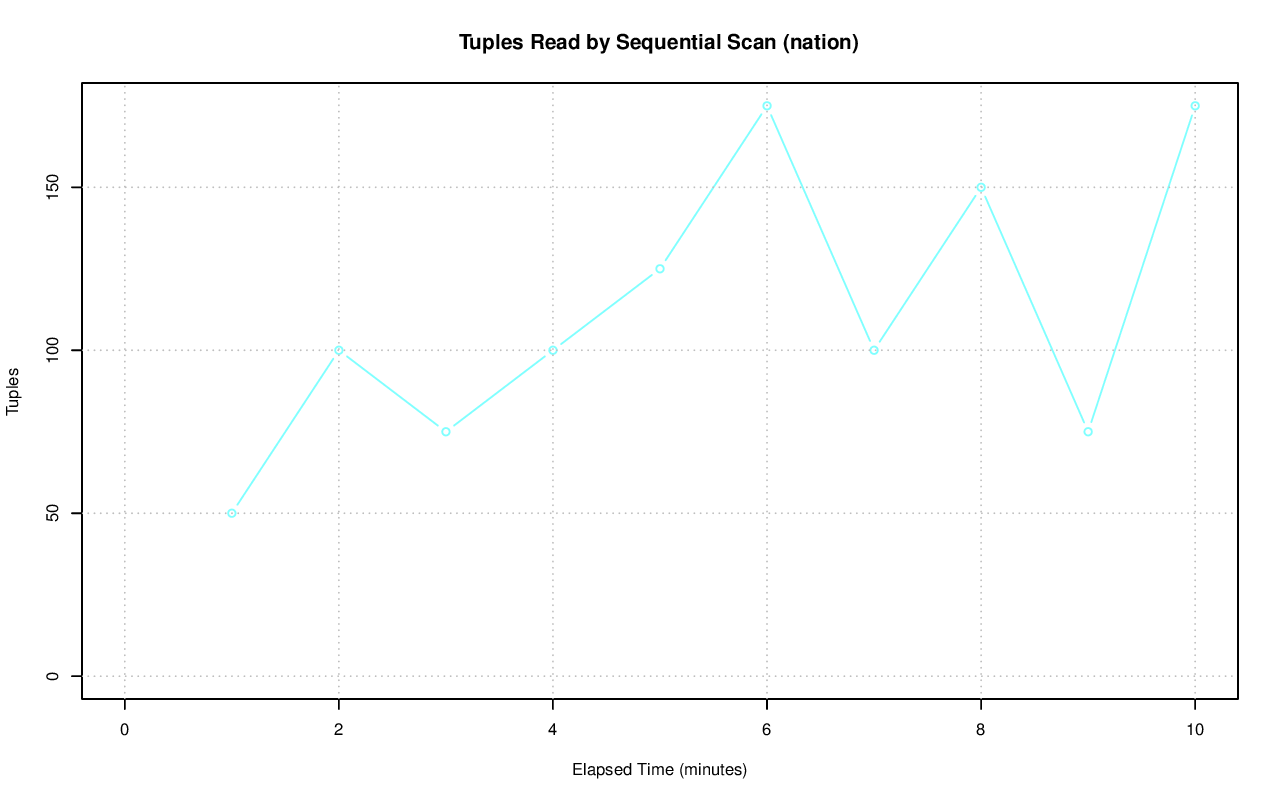 Tuples Read by Sequential Scan (nation)
150
100
50
0
Tuples
0 2 4 6 8 10
Elapsed Time (minutes)